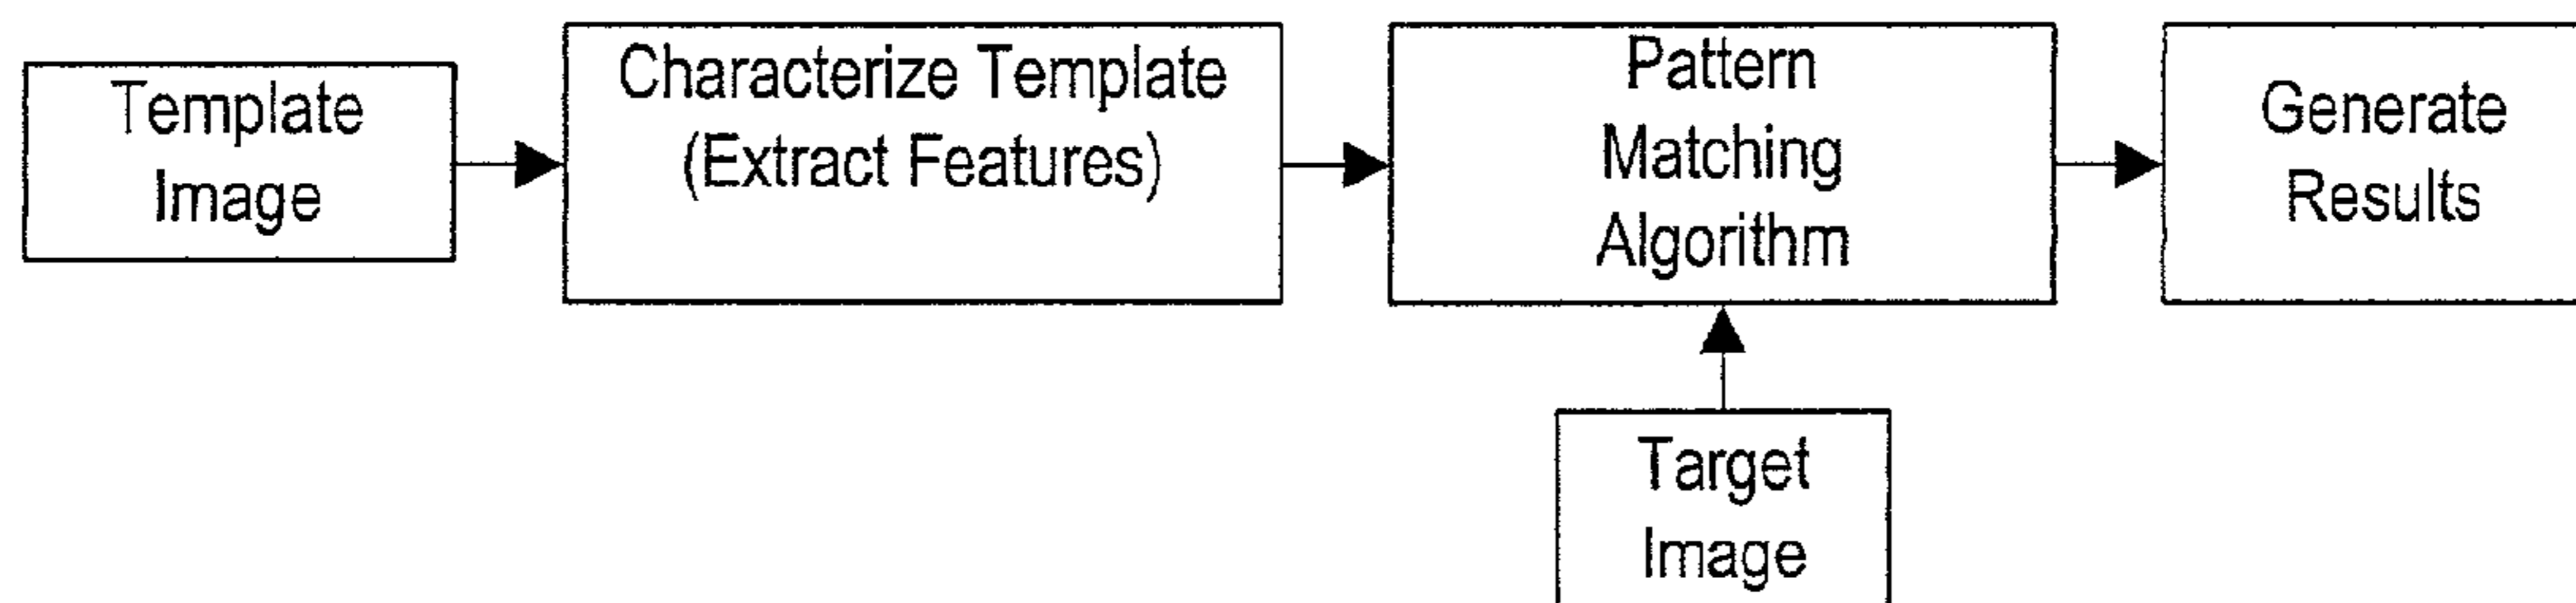 Template
Image
Characterize Template
(Extract Features)
Pattern
Matching
Algorithm
Generate
Results
Target
Image